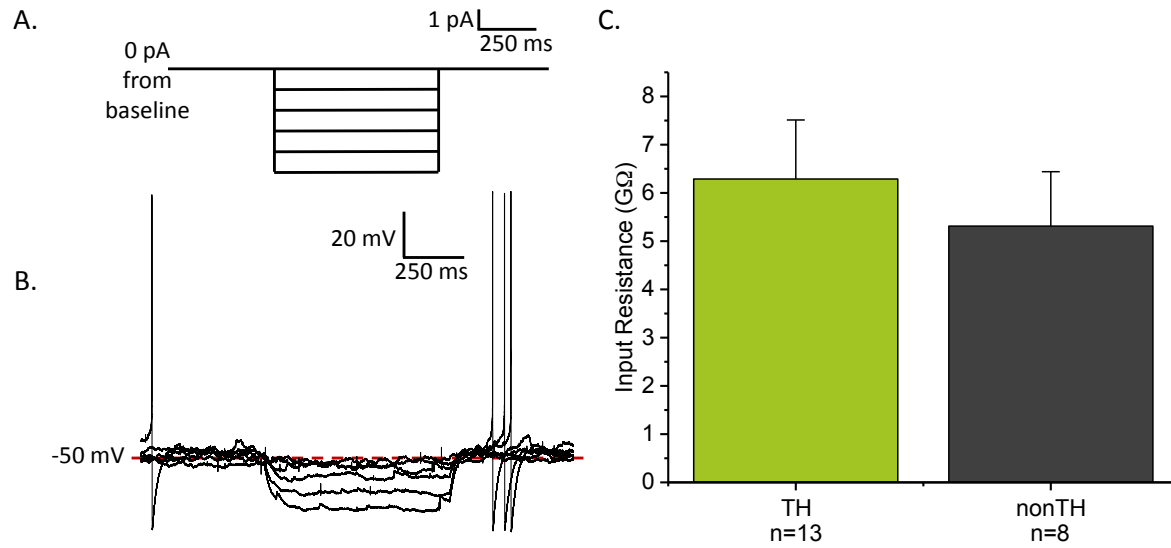 A.
1 pA
250 ms
0 pA
from
baseline
B.
20 mV
250 ms
-50 mV
C.
Input Resistance (GΩ)
8
7
6
5
4
3
2
1
0
TH
n=13
nonTH
n=8